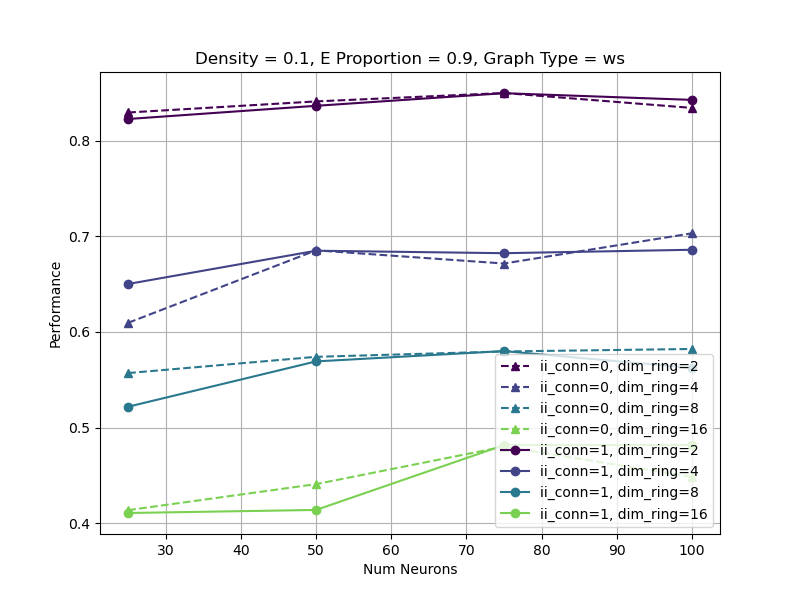 Density = 0.1, E Proportion = 0.9, Graph Type = ws
Performance
0.8
0.7
0.6
0.5
0.4
ii_conn=0, dim_ring=2
ii_conn=0, dim_ring=4
ii_conn=0, dim_ring=8
ii_conn=0, dim_ring=16
ii_conn=1, dim_ring=2
ii_conn=1, dim_ring=4
ii_conn=1, dim_ring=8
ii_conn=1, dim_ring=16
30 40 50 60 70 80 90 100
Num Neurons